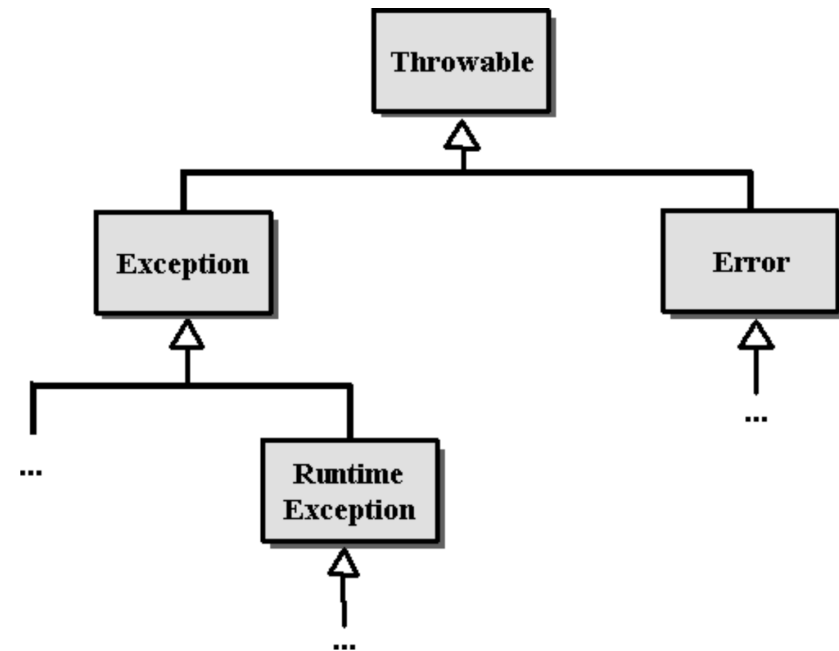 Throwable
Exception
Error
...
...
Runtime
Exception
...